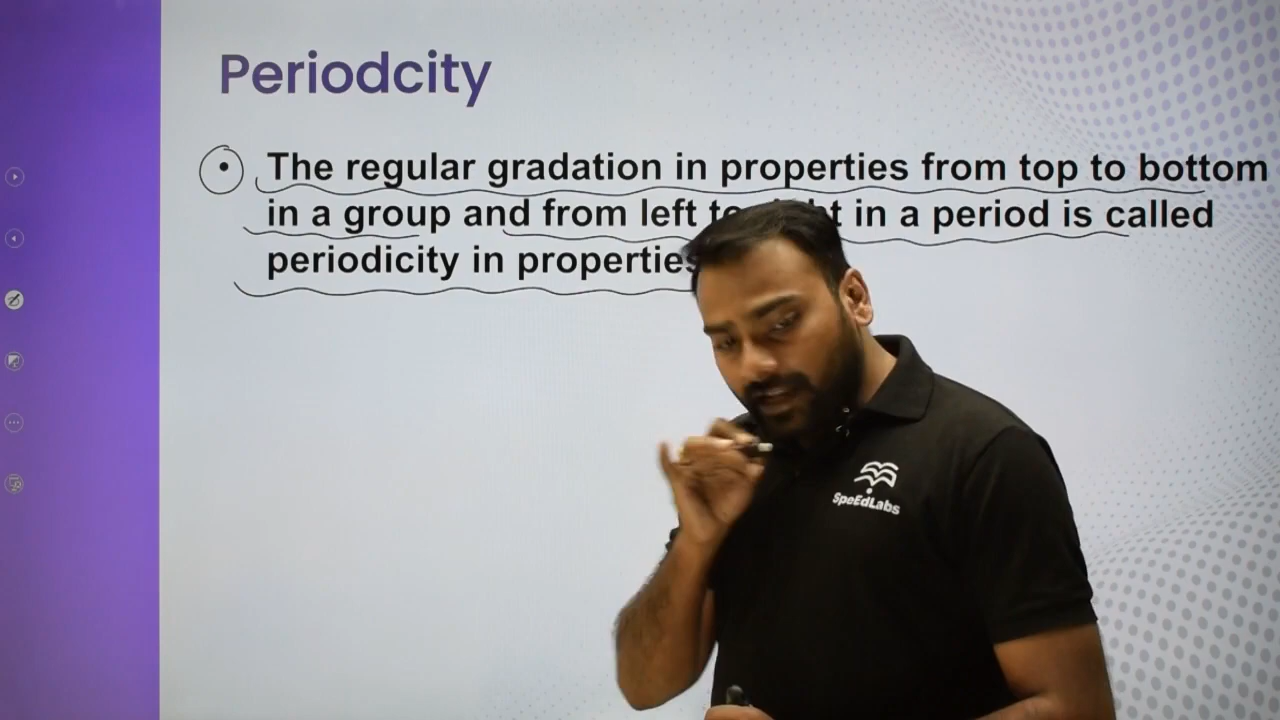 Periodcity
• The regular gradation in properties from top to bottom
in a group and from left in a period is called
periodicity in properties
SpeEdLabs